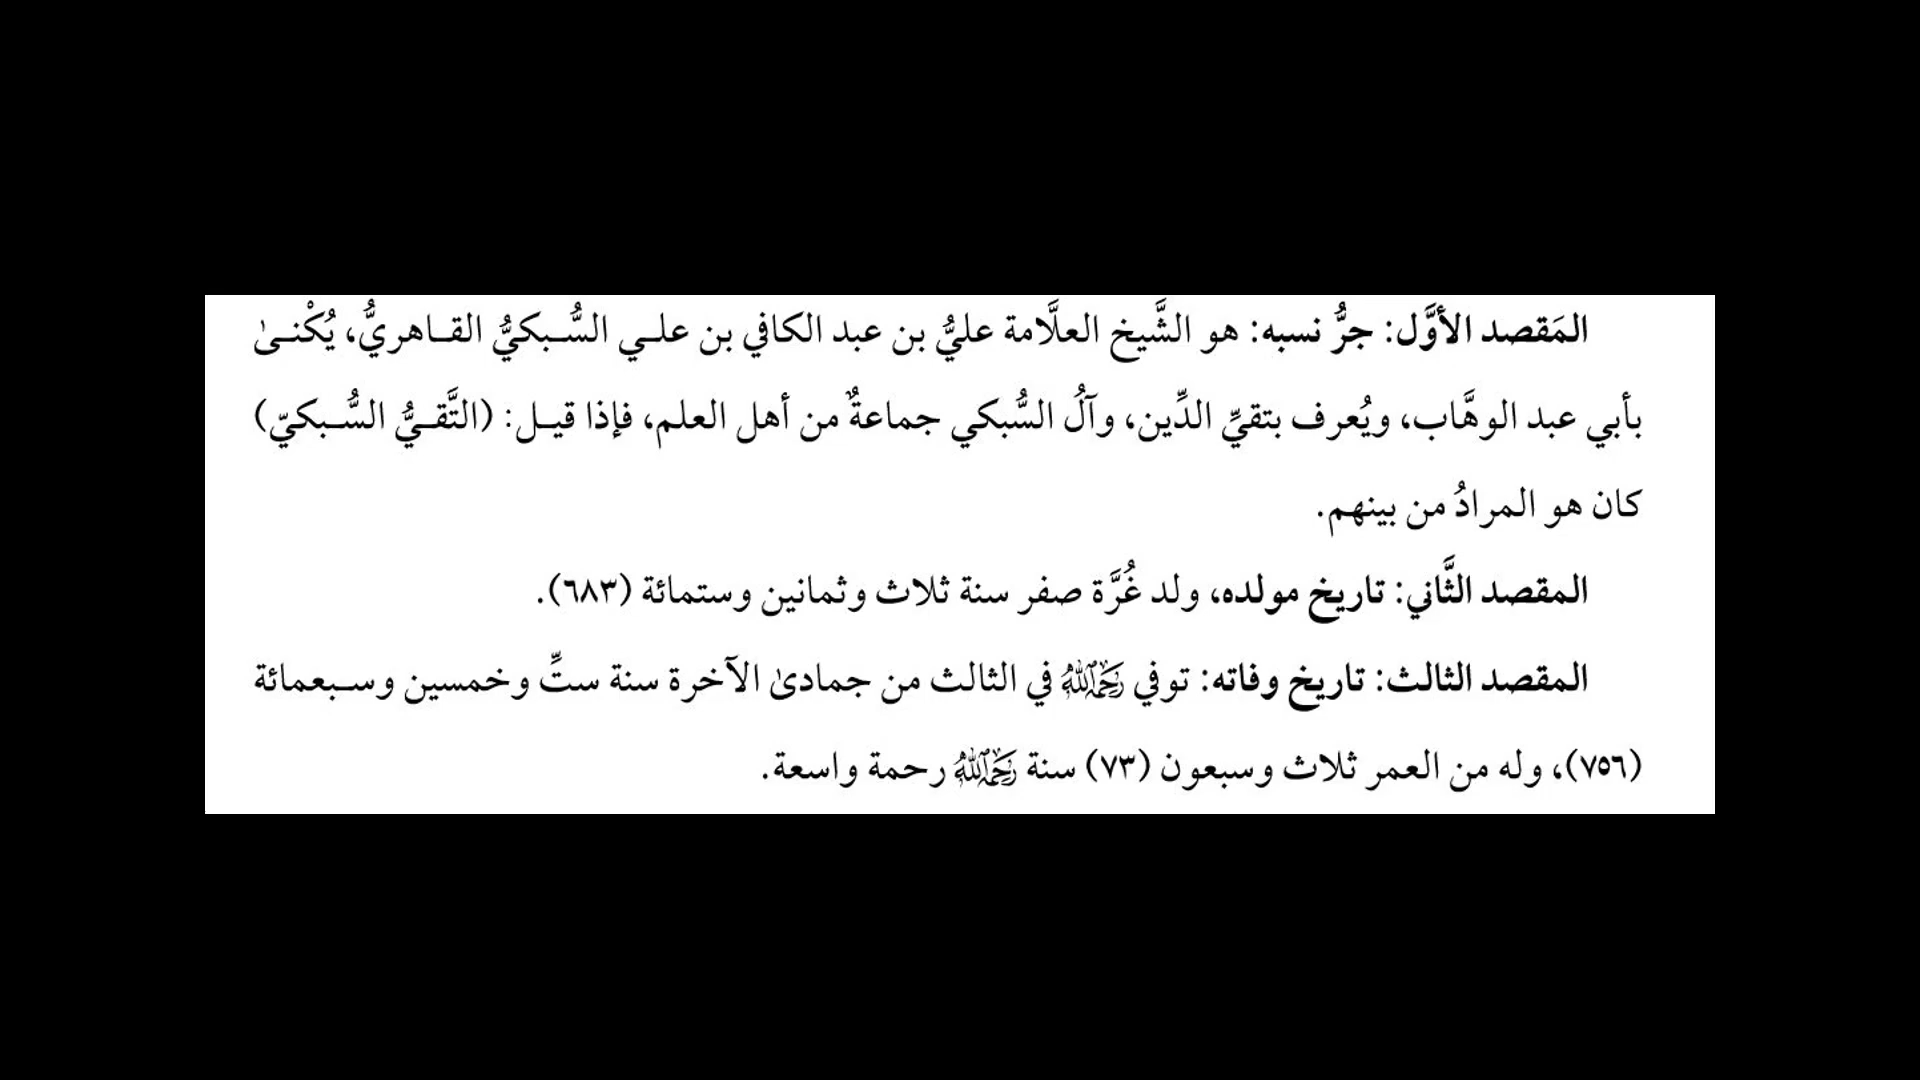 المَقصد الأوَّل: جرُّ نسبه: هو الشَّيخ العلَّامة عليُّ بن عبد الكافي بن علي السُّبكيُّ القاهريُّ، يُكْنىٰ
بأبي عبد الوهَّاب، ويُعرف بتقيِّ الدِّين، وآلُ السُّبكي جماعةٌ من أهل العلم، فإذا قيل: (التَّقيُّ السُّبكيّ)
كان هو المرادُ من بينهم.
المقصد الثَّاني: تاريخ مولده، ولد غُرَّة صفر سنة ثلاث وثمانين وستمائة (٦٨٣).
المقصد الثالث: تاريخ وفاته: توفي رَحِمَهُ اللَّهُ في الثالث من جمادىٰ الآخرة سنة ستٍّ وخمسين وسبعمائة
(٧٥٦)، وله من العمر ثلاث وسبعون (٧٣) سنة رَحِمَهُ اللَّهُ رحمة واسعة.